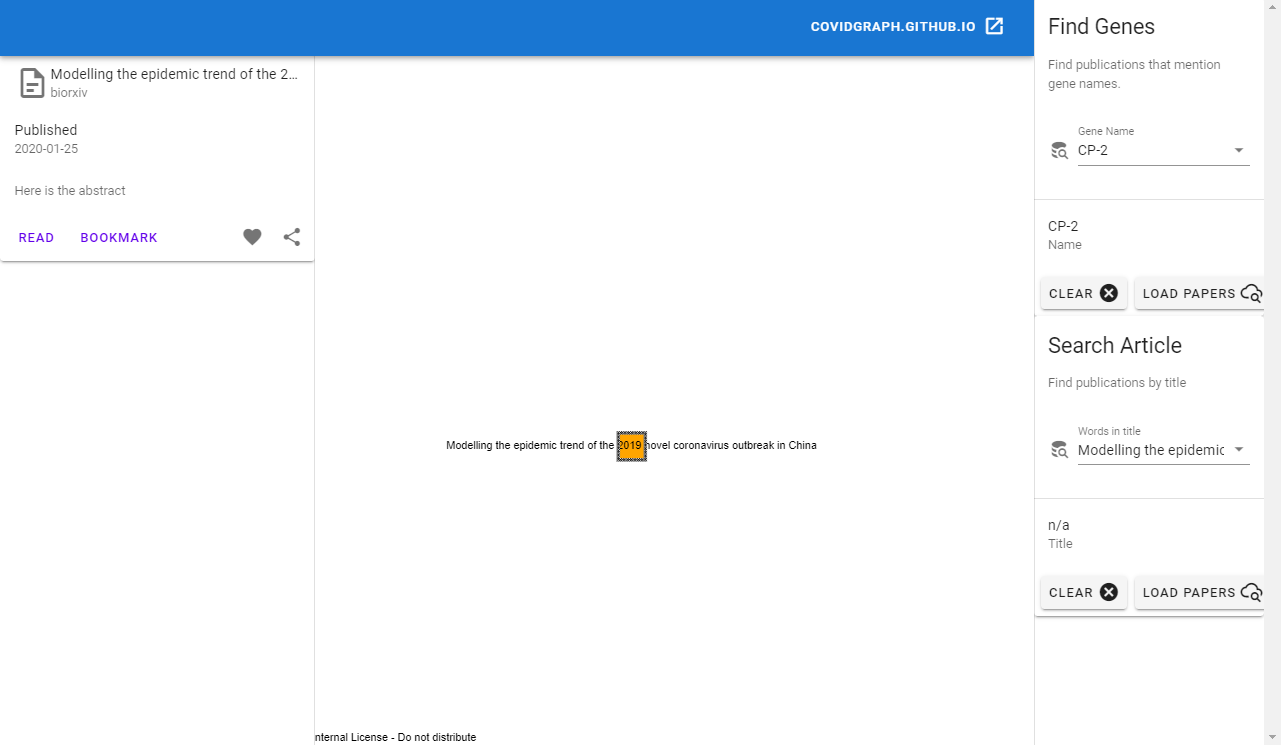 COVIDGRAPH.GITHUB.IO
Modelling the epidemic trend of the 2...
biorxiv
Published
2020-01-25
Here is the abstract
READ BOOKMARK
Modelling the epidemic trend of the 2019 novel coronavirus outbreak in China
nternal License - Do not distribute
Find Genes
Find publications that mention
gene names.
Gene Name
CP-2
CP-2
Name
CLEAR LOAD PAPERS
Search Article
Find publications by title
Words in title
Modelling the epidemic
n/a
Title
CLEAR LOAD PAPERS